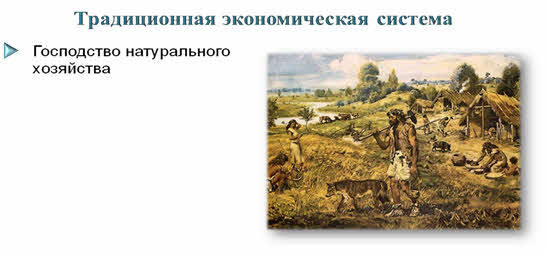 Традиционная экономическая система
Господство натурального
хозяйства